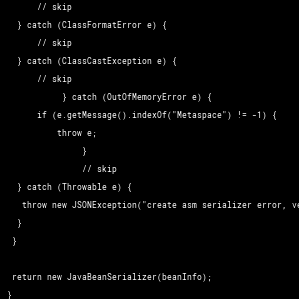 // skip
} catch (ClassFormatError e) {
// skip
} catch (ClassCastException e) {
// skip
} catch (OutOfMemoryError e) {
if (e.getMessage().indexOf("Metaspace") != -1) {
throw e;
}
// skip
} catch (Throwable e) {
throw new JSONException("create asm serializer error, ve
}
}
return new JavaBeanSerializer(beanInfo);
}